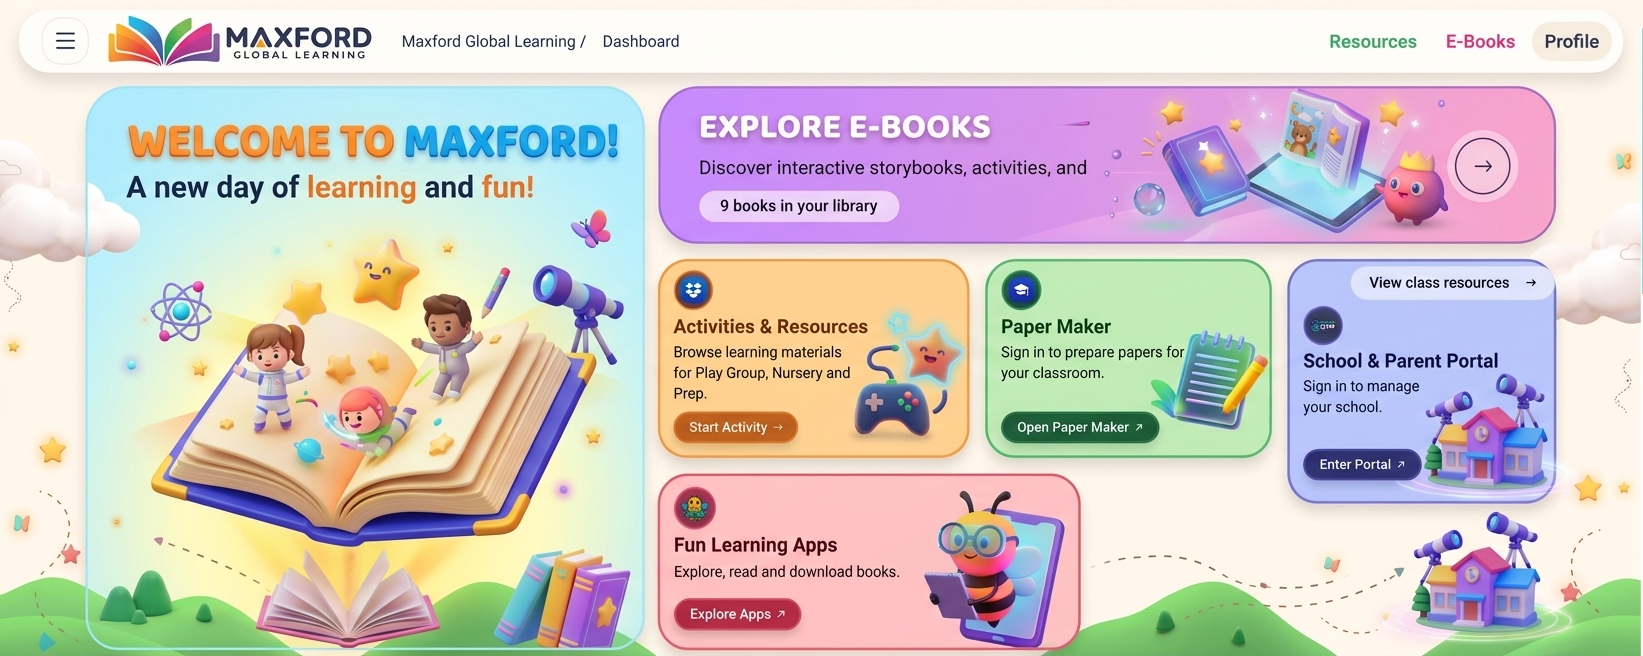 MAXFORD
GLOBAL LEARNING
Maxford Global Learning / Dashboard
Resources
E-Books
Profile
WELCOME TO MAXFORD!
A new day of learning and fun!
EXPLORE E-BOOKS
Discover interactive storybooks, activities, and
9 books in your library
→
Activities & Resources
Browse learning materials
for Play Group, Nursery and
Prep.
Start Activity →
Paper Maker
Sign in to prepare papers for
your classroom.
Open Paper Maker ↗
View class resources →
School & Parent Portal
Sign in to manage
your school.
Enter Portal ↗
Fun Learning Apps
Explore, read and download books.
Explore Apps ↗